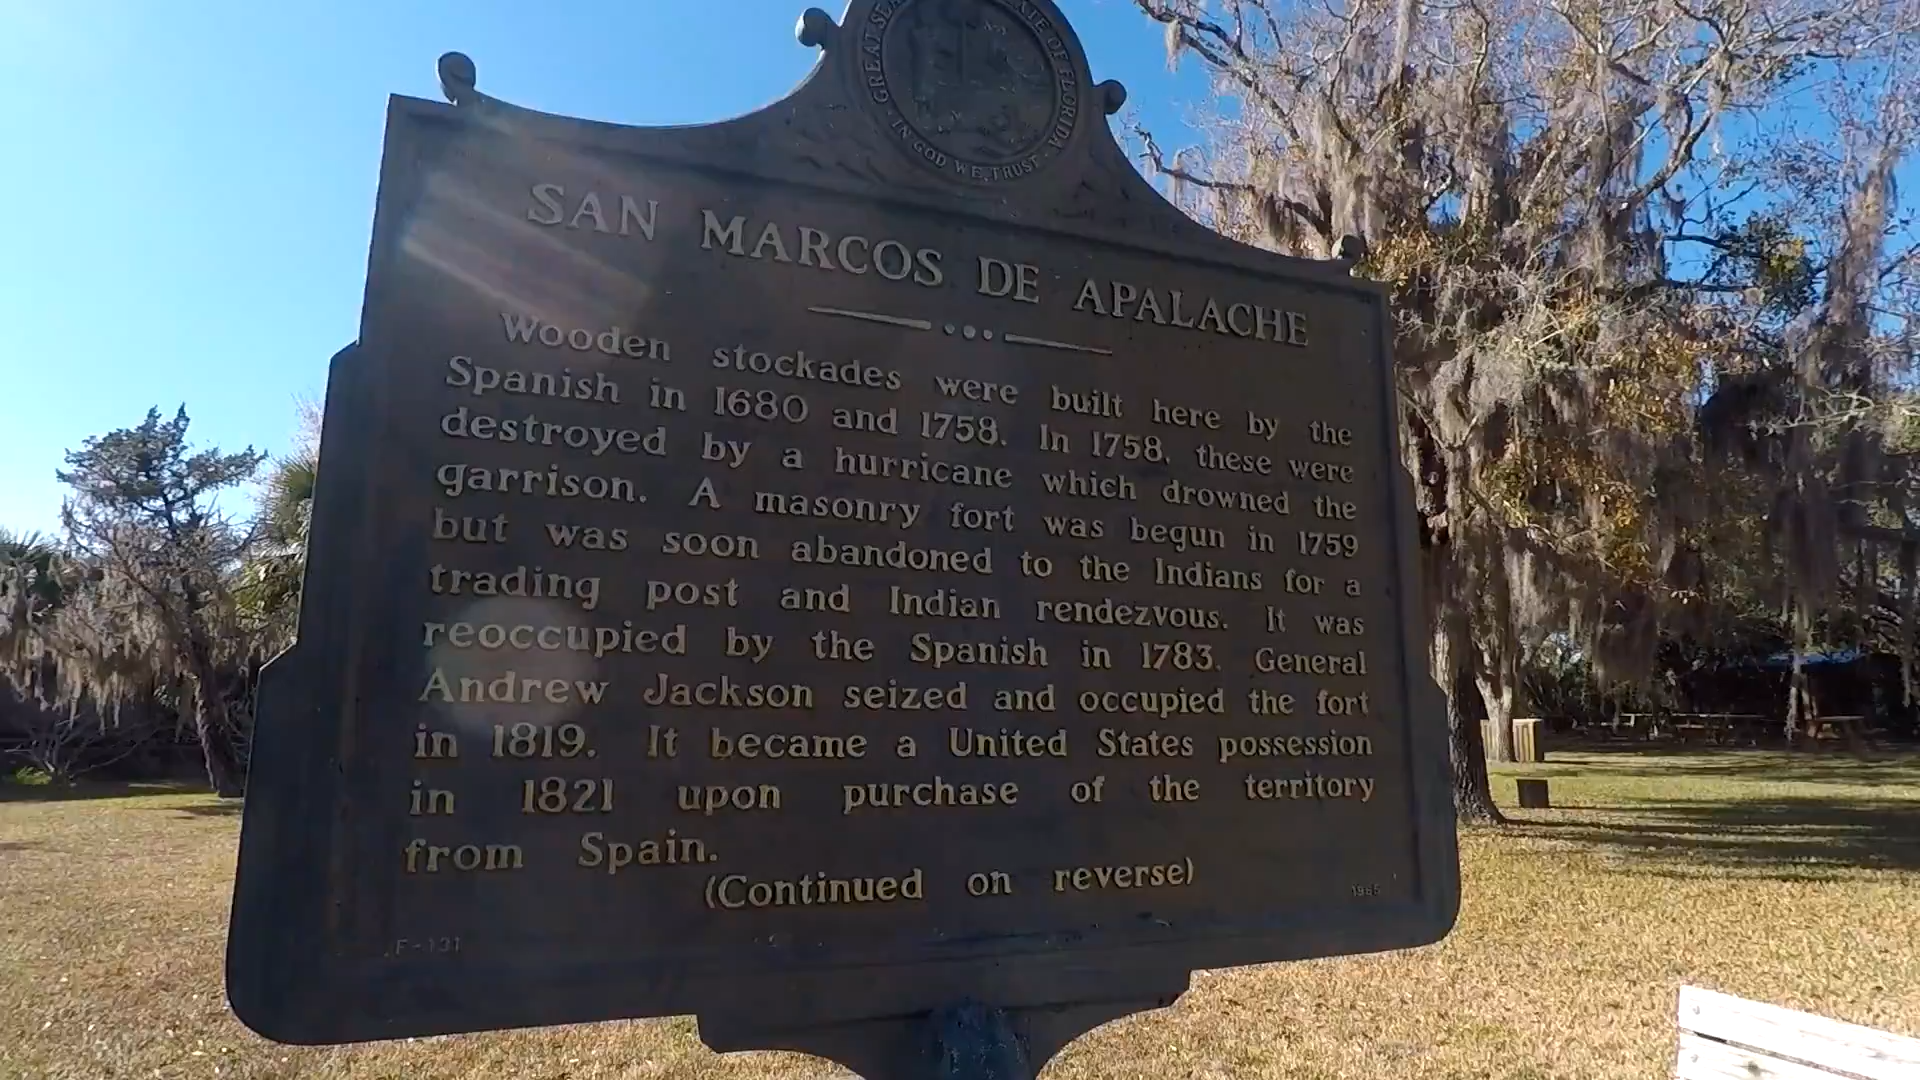 GREAT SEA ATE OF FLORIDA
· IN GOD WE TRUST ·
SAN MARCOS DE APALACHE
Wooden stockades were built here by the
Spanish in 1680 and 1758. In 1758, these were
destroyed by a hurricane which drowned the
garrison. A masonry fort was begun in 1759
but was soon abandoned to the Indians for a
trading post and Indian rendezvous. It was
reoccupied by the Spanish in 1783. General
Andrew Jackson seized and occupied the fort
in 1819. It became a United States possession
in 1821 upon purchase of the territory
from Spain.
(Continued on reverse)
F-131
1965